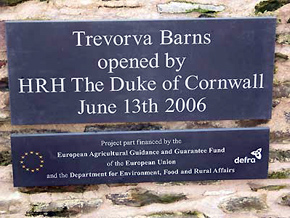 Trevorva Barns
opened by
HRH The Duke of Cornwall
June 13th 2006
Project part financed by the
European Agricultural Guidance and Guarantee Fund
of the European Union
and the Department for Environment, Food and Rural Affairs
defra